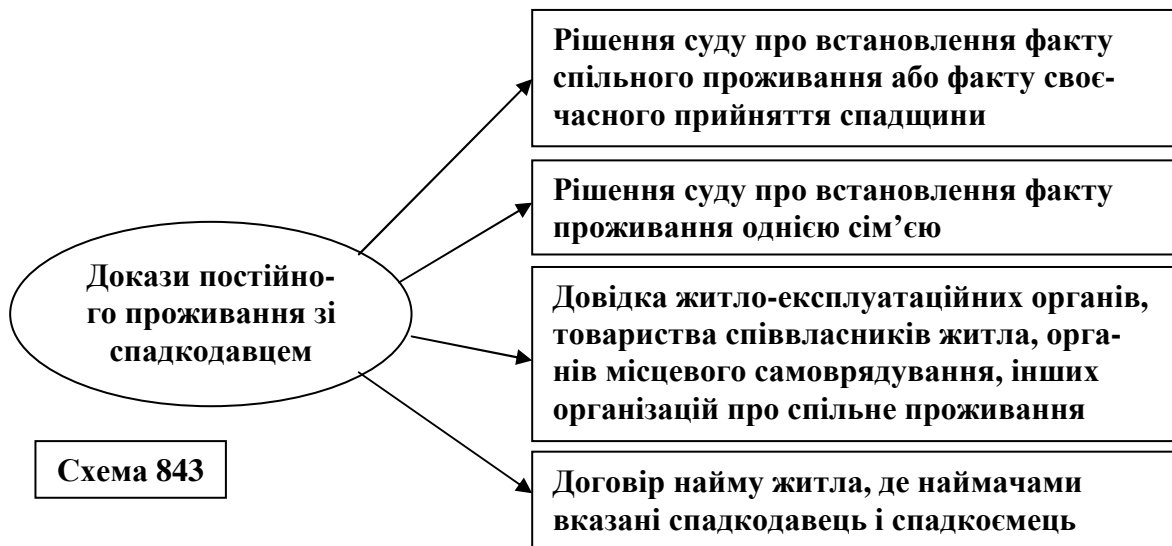 Рішення суду про встановлення факту
спільного проживання або факту своє-
часного прийняття спадщини
Рішення суду про встановлення факту
проживання однією сім’єю
Докази постійно-
го проживання зі
спадкодавцем
Довідка житло-експлуатаційних органів,
товариства співвласників житла, орга-
нів місцевого самоврядування, інших
організацій про спільне проживання
Схема 843
Договір найму житла, де наймачами
вказані спадкодавець і спадкоємець